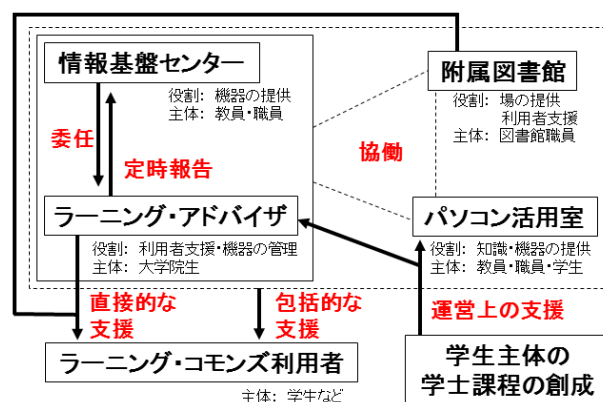 情報基盤センター
役割: 機器の提供
主体: 教員・職員
附属図書館
役割: 場の提供
利用者支援
主体: 図書館職員
委任
定時報告
協働
ラーニング・アドバイザ
役割: 利用者支援・機器の管理
主体: 大学院生
パソコン活用室
役割: 知識・機器の提供
主体: 教員・職員・学生
直接的な
支援
包括的な
支援
運営上の支援
ラーニング・コモンズ利用者
主体: 学生など
学生主体の
学士課程の創成